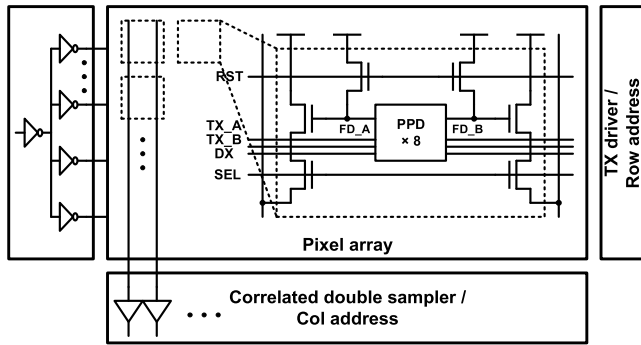 RST
TX_A
TX_B
DX
SEL
FD_A
PPD
× 8
FD_B
Pixel array
TX driver /
Row address
Correlated double sampler /
Col address